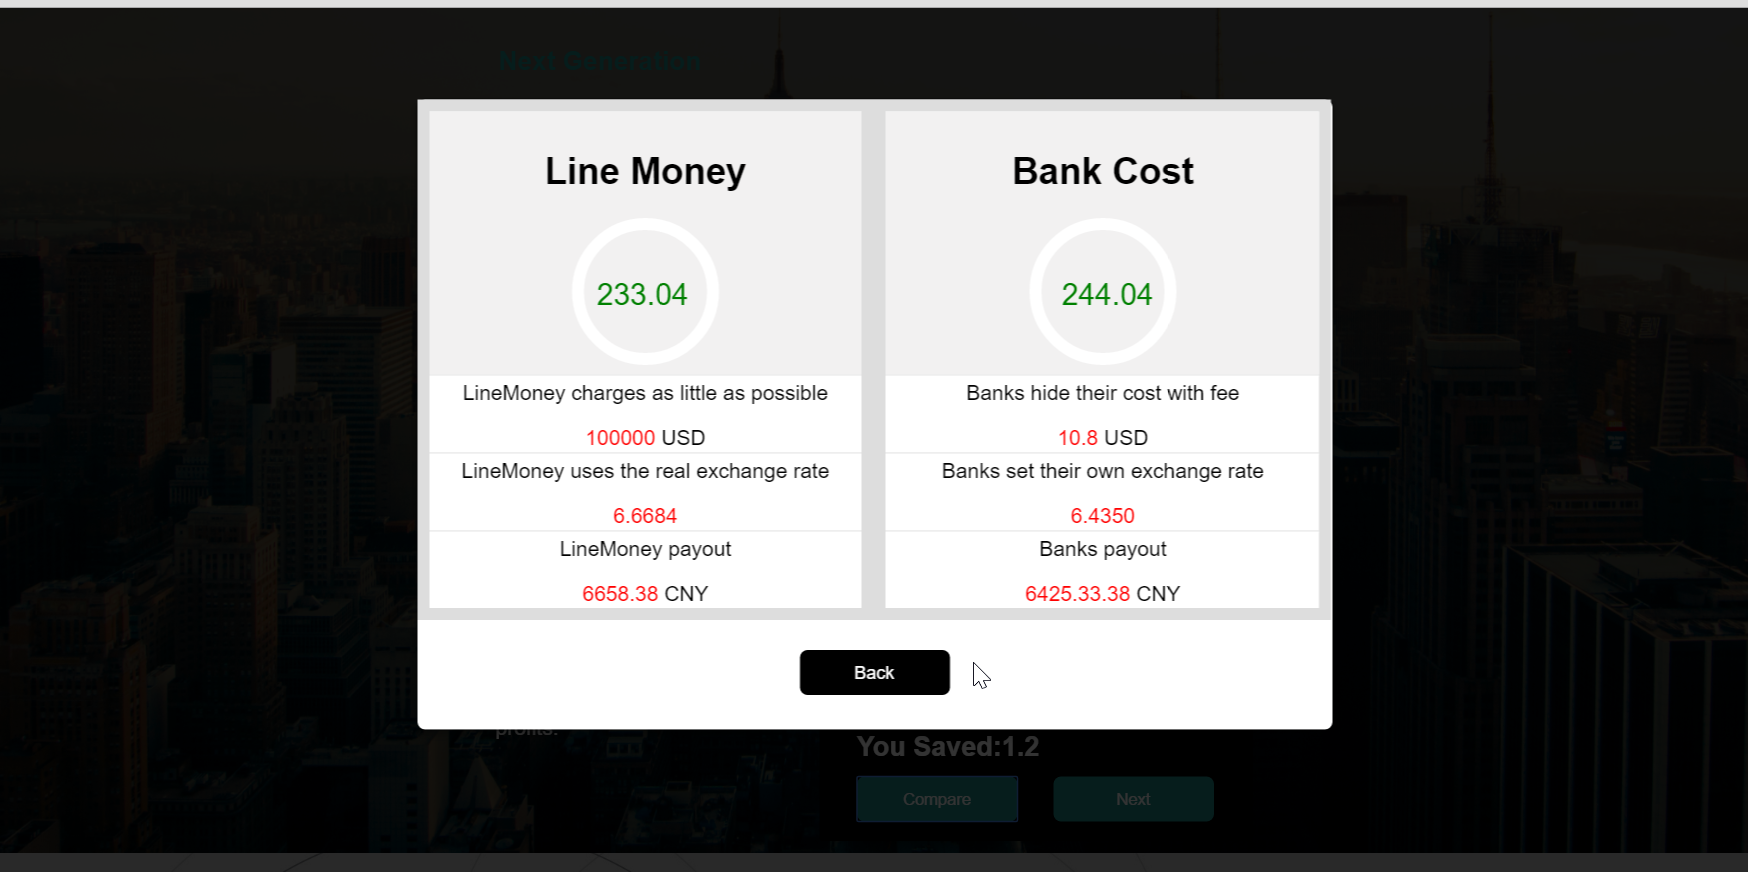 Next Generation
Line Money
233.04
LineMoney charges as little as possible
100000 USD
LineMoney uses the real exchange rate
6.6684
LineMoney payout
6658.38 CNY
Bank Cost
244.04
Banks hide their cost with fee
10.8 USD
Banks set their own exchange rate
6.4350
Banks payout
6425.33.38 CNY
Back
profits.
You Saved:1.2
Compare
Next